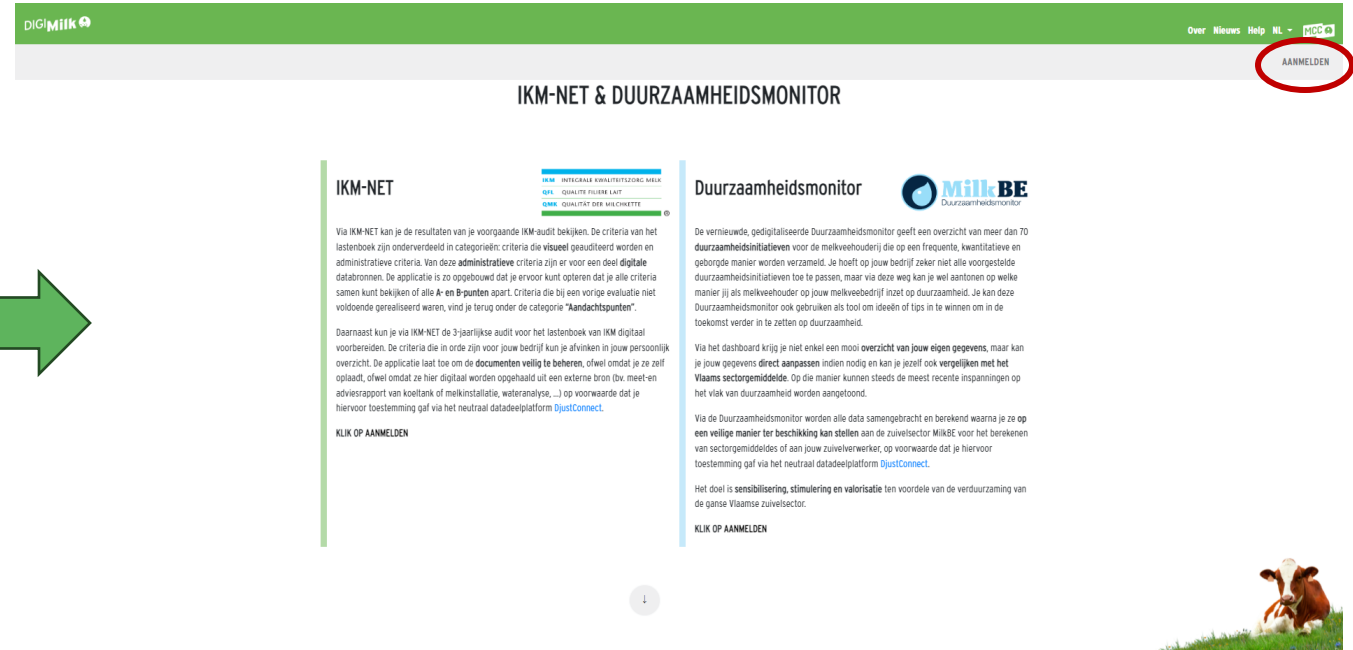 DIGIMilk
Over Nieuws Help NL MCC
AANMELDEN
IKM-NET & DUURZAAMHEIDSMONITOR
IKM-NET
IKM INTEGRALE KWALITEITSZORG MELK
QFL QUALITE FILIERE LAIT
QMK QUALITÄT DER MILCHKETTE
®
Via IKM-NET kan je de resultaten van je voorgaande IKM-audit bekijken. De criteria van het
lastenboek zijn onderverdeeld in categorieën: criteria die visueel geauditeerd worden en
administratieve criteria. Van deze administratieve criteria zijn er voor een deel digitale
databronnen. De applicatie is zo opgebouwd dat je ervoor kunt opteren dat je alle criteria
samen kunt bekijken of alle A- en B-punten apart. Criteria die bij een vorige evaluatie niet
voldoende gerealiseerd waren, vind je terug onder de categorie "Aandachtspunten".
Daarnaast kun je via IKM-NET de 3-jaarlijkse audit voor het lastenboek van IKM digitaal
voorbereiden. De criteria die in orde zijn voor jouw bedrijf kun je afvinken in jouw persoonlijk
overzicht. De applicatie laat toe om de documenten veilig te beheren, ofwel omdat je ze zelf
oplaadt, ofwel omdat ze hier digitaal worden opgehaald uit een externe bron (bv. meet-en
adviesrapport van koeltank of melkinstallatie, wateranalyse, ...) op voorwaarde dat je
hiervoor toestemming gaf via het neutraal datadeelplatform DjustConnect.
KLIK OP AANMELDEN
Duurzaamheidsmonitor
MilkBE
Duurzaamheidsmonitor
De vernieuwde, gedigitaliseerde Duurzaamheidsmonitor geeft een overzicht van meer dan 70
duurzaamheidsinitiatieven voor de melkveehouderij die op een frequente, kwantitatieve en
geborgde manier worden verzameld. Je hoeft op jouw bedrijf zeker niet alle voorgestelde
duurzaamheidsinitiatieven toe te passen, maar via deze weg kan je wel aantonen op welke
manier jij als melkveehouder op jouw melkveebedrijf inzet op duurzaamheid. Je kan deze
Duurzaamheidsmonitor ook gebruiken als tool om ideeën of tips in te winnen om in de
toekomst verder in te zetten op duurzaamheid.
Via het dashboard krijg je niet enkel een mooi overzicht van jouw eigen gegevens, maar kan
je jouw gegevens direct aanpassen indien nodig en kan je jezelf ook vergelijken met het
Vlaams sectorgemiddelde. Op die manier kunnen steeds de meest recente inspanningen op
het vlak van duurzaamheid worden aangetoond.
Via de Duurzaamheidsmonitor worden alle data samengebracht en berekend waarna je ze op
een veilige manier ter beschikking kan stellen aan de zuivelsector MilkBE voor het berekenen
van sectorgemiddeldes of aan jouw zuivelverwerker, op voorwaarde dat je hiervoor
toestemming gaf via het neutraal datadeelplatform DjustConnect.
Het doel is sensibilisering, stimulering en valorisatie ten voordele van de verduurzaming van
de ganse Vlaamse zuivelsector.
KLIK OP AANMELDEN